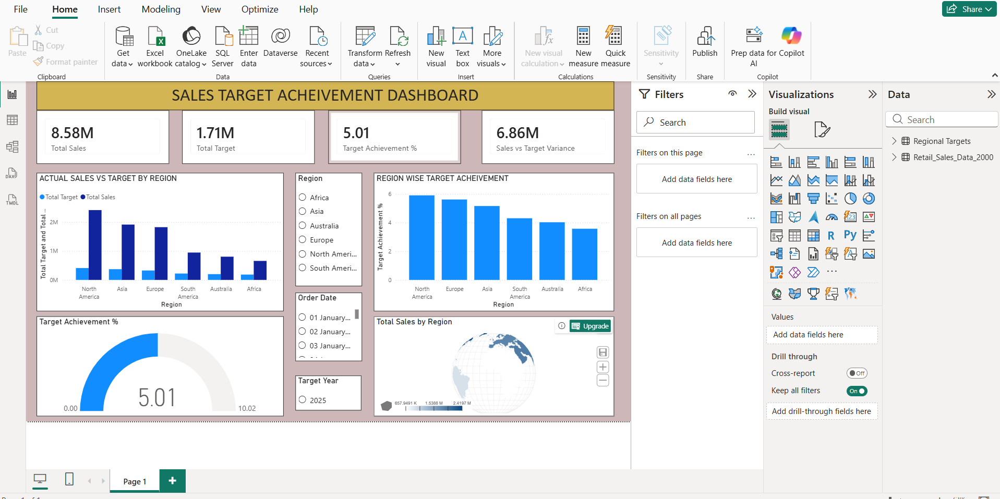 File Home Insert Modeling View Optimize Help
Share
Paste
Cut
Copy
Format painter
Clipboard
Get data
Excel workbook
OneLake catalog
SQL Server
Enter data
Dataverse
Recent sources
Data
Transform data
Refresh
Queries
New visual
Text box
More visuals
Insert
New visual calculation
New measure
Quick measure
Calculations
Sensitivity
Sensitivity
Publish
Share
Prep data for AI
Copilot
Copilot
DAX
TMDL
SALES TARGET ACHEIVEMENT DASHBOARD
8.58M
Total Sales
1.71M
Total Target
5.01
Target Achievement %
6.86M
Sales vs Target Variance
ACTUAL SALES VS TARGET BY REGION
Total Target Total Sales
Total Target and Total ...
2M
1M
0M
North America
Asia
Europe
South America
Australia
Africa
Region
Region
Africa
Asia
Australia
Europe
North Ameri...
South Ameri...
Order Date
01 January...
02 January...
03 January...
Target Year
2025
REGION WISE TARGET ACHEIVEMENT
Target Achievement %
6
4
2
0
North America
Europe
Asia
South America
Australia
Africa
Region
Target Achievement %
5.01
0.00
10.02
Total Sales by Region
Upgrade
657.9491 K 1.5388 M 2.4197 M
Filters
Search
Filters on this page
...
Add data fields here
Filters on all pages
...
Add data fields here
Visualizations
Build visual
123
R
Py
...
Values
Add data fields here
Drill through
Cross-report
Off
Keep all filters
On
Add drill-through fields here
Data
Search
Regional Targets
Retail_Sales_Data_2000
Page 1